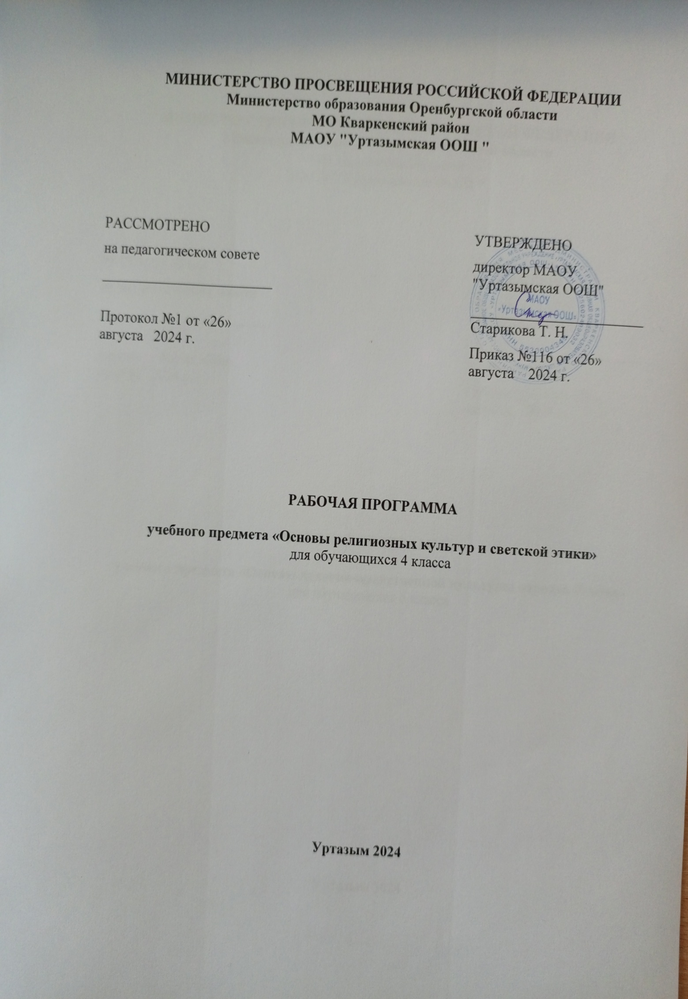 МИНИСТЕРСТВО ПРОСВЕЩЕНИЯ РОССИЙСКОЙ ФЕДЕРАЦИИ
Министерство образования Оренбургской области
МО Кваркенский район
МАОУ "Уртазымская ООШ "
РАССМОТРЕНО
на педагогическом совете
Протокол №1 от «26»
августа 2024 г.
УТВЕРЖДЕНО
директор МАОУ
"Уртазымская ООШ"
МАОУ
«Уртазымская ООШ»
Старикова Т. Н.
Приказ №116 от «26»
августа 2024 г.
РАБОЧАЯ ПРОГРАММА
учебного предмета «Основы религиозных культур и светской этики»
для обучающихся 4 класса
Уртазым 2024